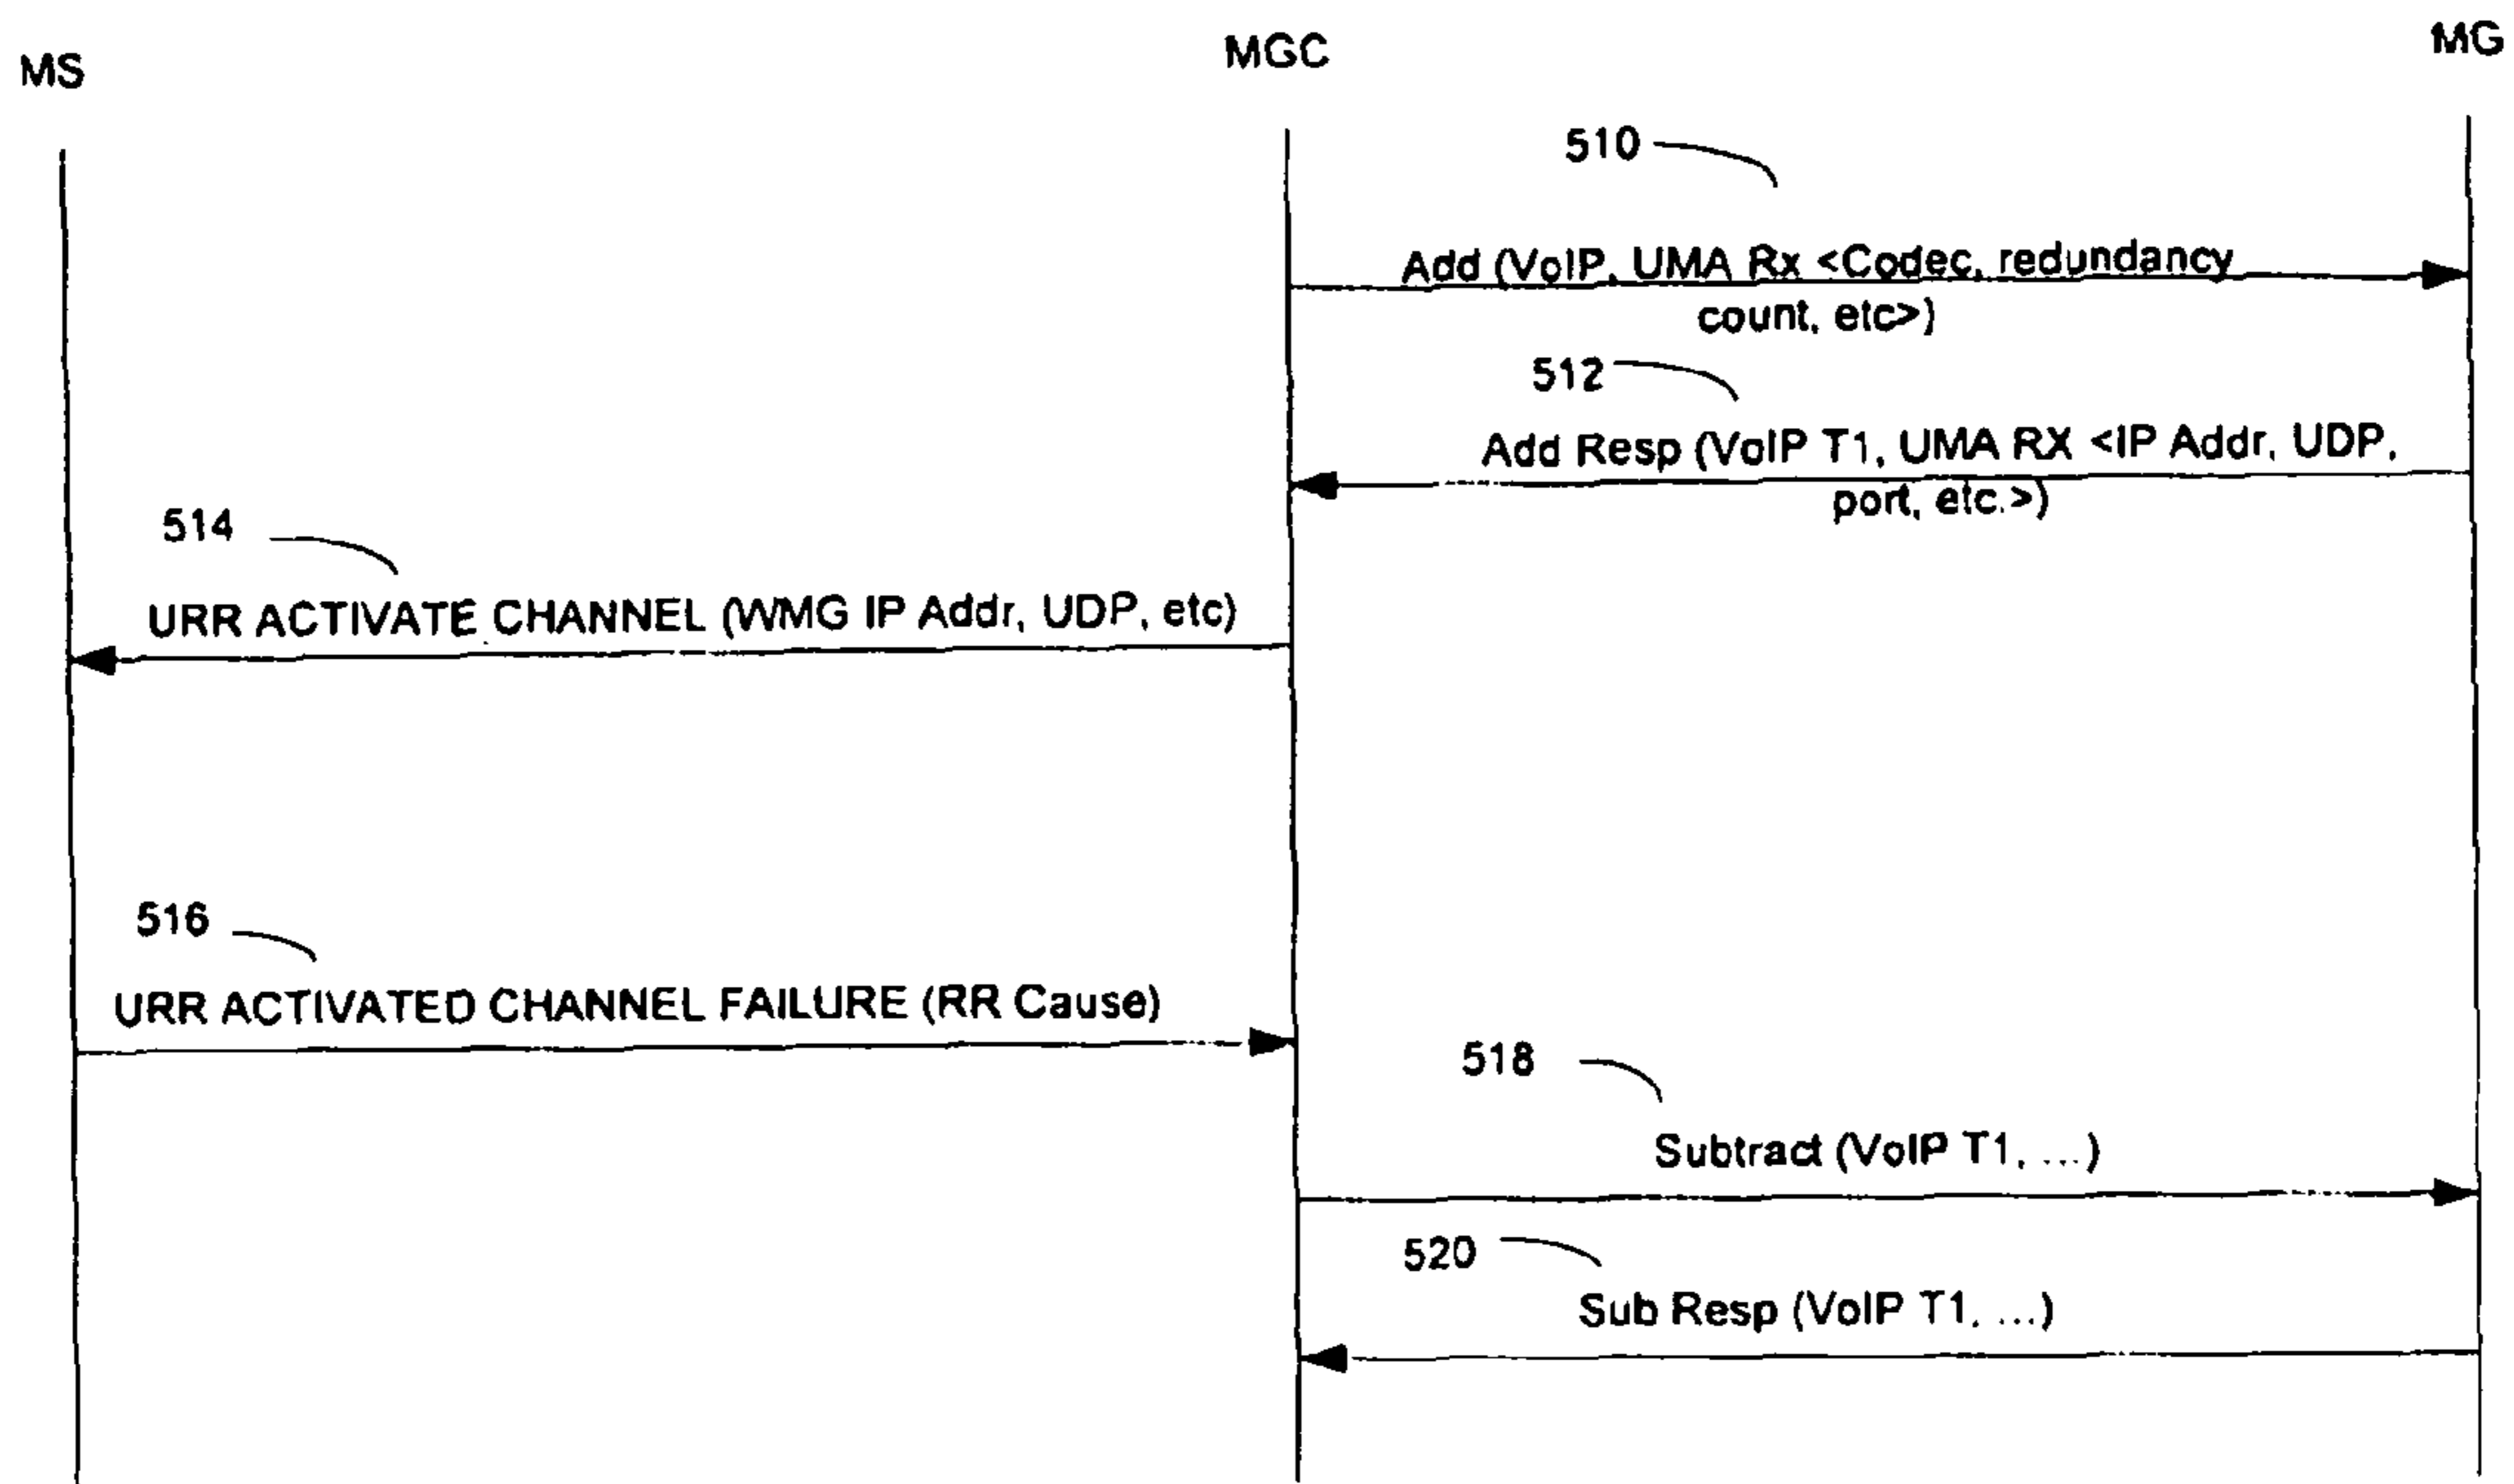 MS
MGC
MG
510
Add (VoIP, UMA Rx <Codec, redundancy
count, etc>)
512
Add Resp (VoIP T1, UMA RX <IP Addr, UDP,
port, etc.>)
514
URR ACTIVATE CHANNEL (WMG IP Addr, UDP, etc)
516
URR ACTIVATED CHANNEL FAILURE (RR Cause)
518
Subtract (VoIP T1, ...)
520
Sub Resp (VoIP T1, ...)